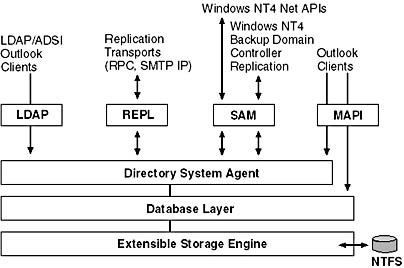 Windows NT4 Net APIs
LDAP/ADSI
Outlook
Clients
Replication
Transports
(RPC, SMTP IP)
Windows NT4
Backup Domain
Controller
Replication
Outlook
Clients
LDAP
REPL
SAM
MAPI
Directory System Agent
Database Layer
Extensible Storage Engine
NTFS